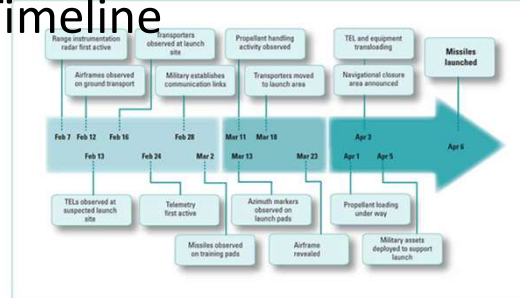 Timeline
Range instrumentation
radar first active
Transporters
observed at launch
site
Propellent handling
activity observed
TEL and equipment
transloading
Missiles
launched
Airframes observed
on ground transport
Military establishes
communication links
Transporters moved
to launch area
Navigational closure
area announced
Feb 7 Feb 12 Feb 16 Feb 28 Mar 11 Mar 18 Apr 3
Apr 6
Feb 13 Feb 24 Mar 2 Mar 13 Mar 23 Apr 1 Apr 5
TELs observed at
suspected launch
site
Telemetry
first active
Azimuth markers
observed on
launch pads
Propellent loading
under way
Missiles observed
on training pads
Airframe
revealed
Military assets
deployed to support
launch